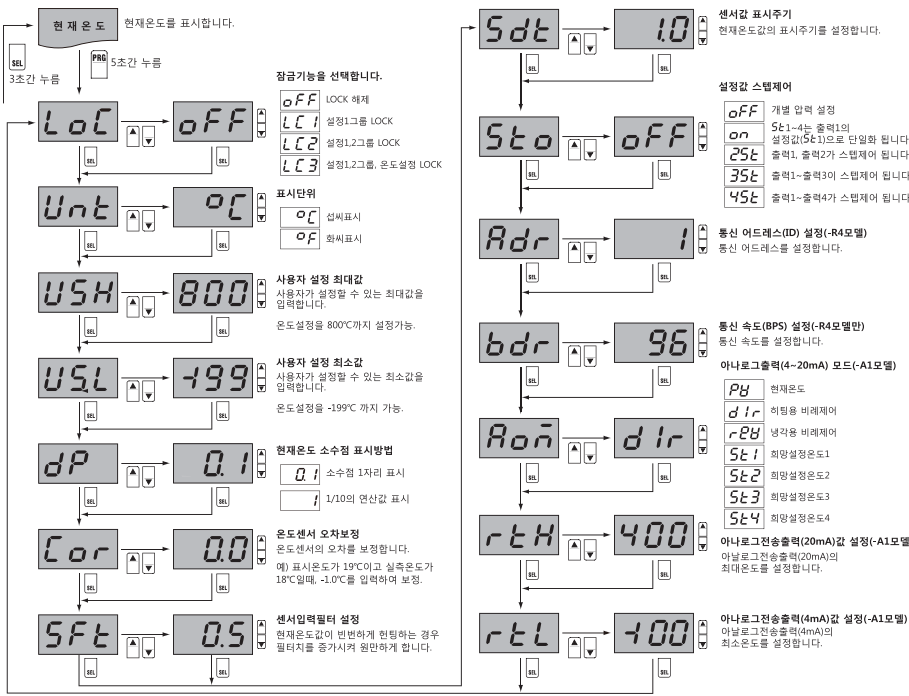 현 재 온 도
현재온도를 표시합니다.
SEL
3초간 누름
PRG
5초간 누름
LoC
oFF
SEL
SEL
잠금기능을 선택합니다.
oFF LOCK 해제
LC1 설정1그룹 LOCK
LC2 설정1,2그룹 LOCK
LC3 설정1,2그룹, 온도설정 LOCK
Unt
°C
SEL
SEL
표시단위
°C 섭씨표시
°F 화씨표시
USH
800
SEL
SEL
사용자 설정 최대값
사용자가 설정할 수 있는 최대값을
입력합니다.
온도설정을 800℃까지 설정가능.
US.L
-199
SEL
SEL
사용자 설정 최소값
사용자가 설정할 수 있는 최소값을
입력합니다.
온도설정을 -199℃ 까지 가능.
dP
0.1
SEL
SEL
현재온도 소수점 표시방법
0.1 소수점 1자리 표시
1 1/10의 연산값 표시
Cor
0.0
SEL
SEL
온도센서 오차보정
온도센서의 오차를 보정합니다.
예) 표시온도가 19℃이고 실측온도가
18℃일때, -1.0℃를 입력하여 보정.
SFt
0.5
SEL
SEL
센서입력필터 설정
현재온도값이 빈번하게 헌팅하는 경우
필터치를 증가시켜 원만하게 합니다.
Sdt
1.0
SEL
SEL
센서값 표시주기
현재온도값의 표시주기를 설정합니다.
Sto
oFF
SEL
SEL
설정값 스텝제어
oFF 개별 압력 설정
on St1~4는 출력1의
설정값(St1)으로 단일화 됩니다
2St 출력1, 출력2가 스텝제어 됩니다
3St 출력1~출력3이 스텝제어 됩니다
4St 출력1~출력4가 스텝제어 됩니다
Adr
1
SEL
SEL
통신 어드레스(ID) 설정(-R4모델)
통신 어드레스를 설정합니다.
bdr
96
SEL
SEL
통신 속도(BPS) 설정(-R4모델만)
통신 속도를 설정합니다.
Aom
dIr
SEL
SEL
아나로그출력(4~20mA) 모드(-A1모델)
PV 현재온도
dIr 히팅용 비례제어
rEV 냉각용 비례제어
St1 희망설정온도1
St2 희망설정온도2
St3 희망설정온도3
St4 희망설정온도4
rtH
400
SEL
SEL
아나로그전송출력(20mA)값 설정(-A1모델
아날로그전송출력(20mA)의
최대온도를 설정합니다.
rtL
-100
SEL
SEL
아나로그전송출력(4mA)값 설정(-A1모델)
아날로그전송출력(4mA)의
최소온도를 설정합니다.